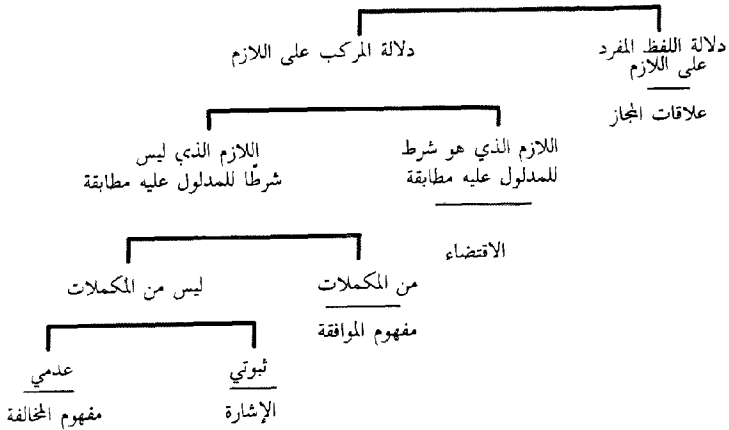 دلالة اللفظ المفرد
على اللازم
علاقات المجاز
دلالة المركب على اللازم
اللازم الذي هو شرط
للمدلول عليه مطابقة
الاقتضاء
اللازم الذي ليس
شرطًا للمدلول عليه مطابقة
من المكملات
مفهوم الموافقة
ليس من المكملات
ثبوتي
الإشارة
عدمي
مفهوم المخالفة